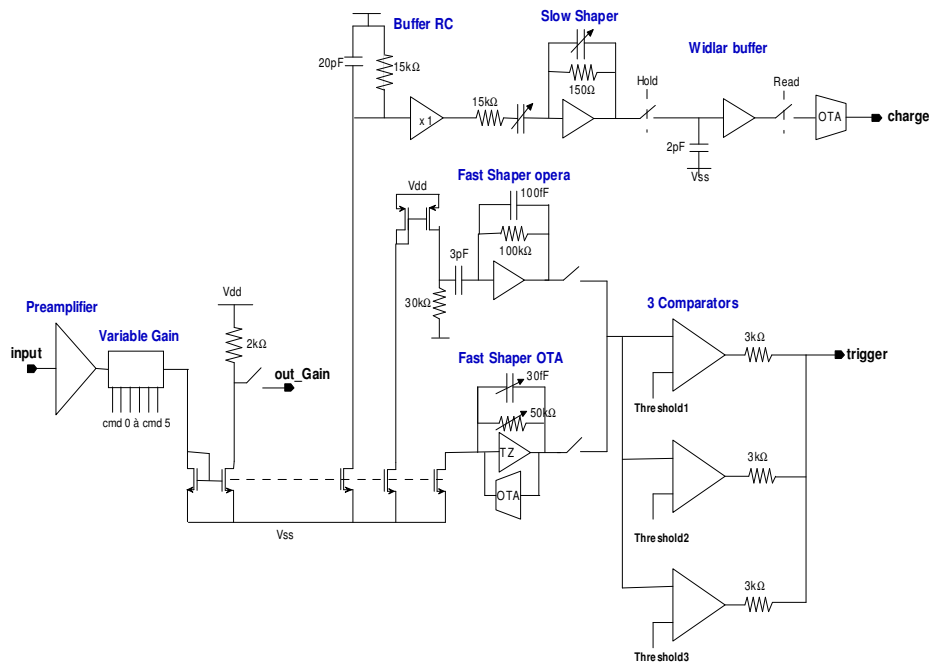 Slow Shaper
Buffer RC
Widlar buffer
20pF
15kΩ
150Ω
Hold
Read
15kΩ
x 1
OTA
charge
2pF
Vss
Fast Shaper opera
Vdd
100fF
100kΩ
3pF
30kΩ
Vdd
Preamplifier
Variable Gain
2kΩ
3 Comparators
3kΩ
input
trigger
out_Gain
Fast Shaper OTA
30fF
cmd 0 à cmd 5
Threshold1
50kΩ
TZ
OTA
3kΩ
Vss
Threshold2
3kΩ
Threshold3